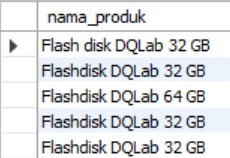 nama_produk
Flash disk DQLab 32 GB
Flashdisk DQLab 32 GB
Flashdisk DQLab 64 GB
Flashdisk DQLab 32 GB
Flashdisk DQLab 32 GB